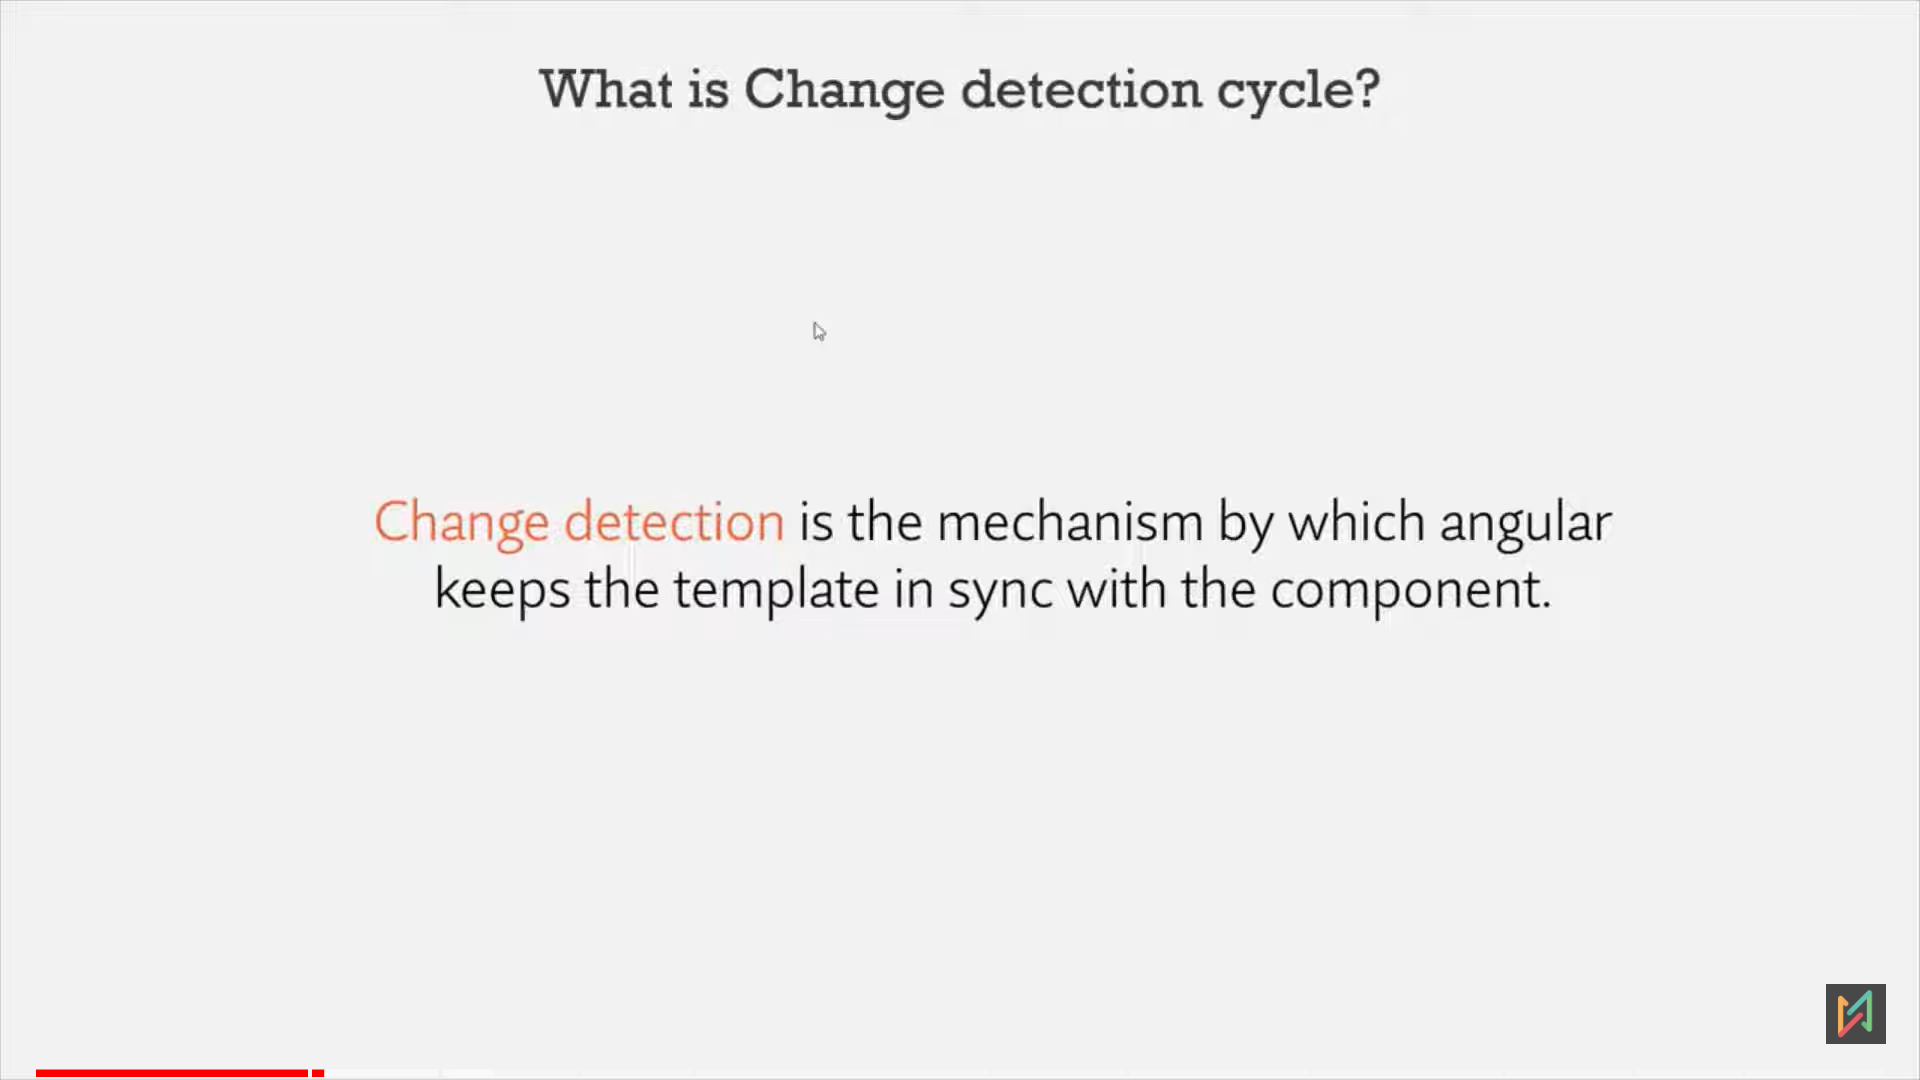 What is Change detection cycle?
Change detection is the mechanism by which angular
keeps the template in sync with the component.